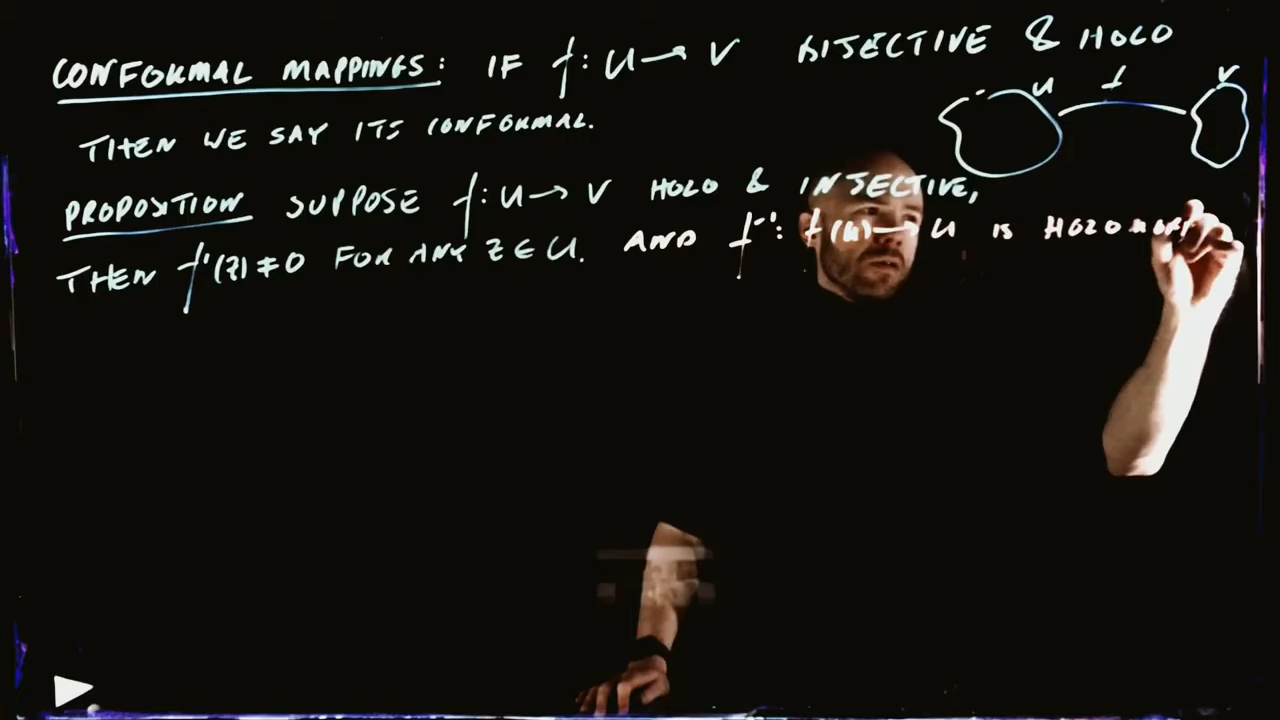 CONFORMAL MAPPINGS: IF f: U → V BIJECTIVE & HOLO
THEN WE SAY ITS CONFORMAL.
U f V
PROPOSITION SUPPOSE f: U → V HOLO & INJECTIVE,
THEN f'(z) ≠ 0 FOR ANY z ∈ U. AND f⁻¹: f(U) → U IS